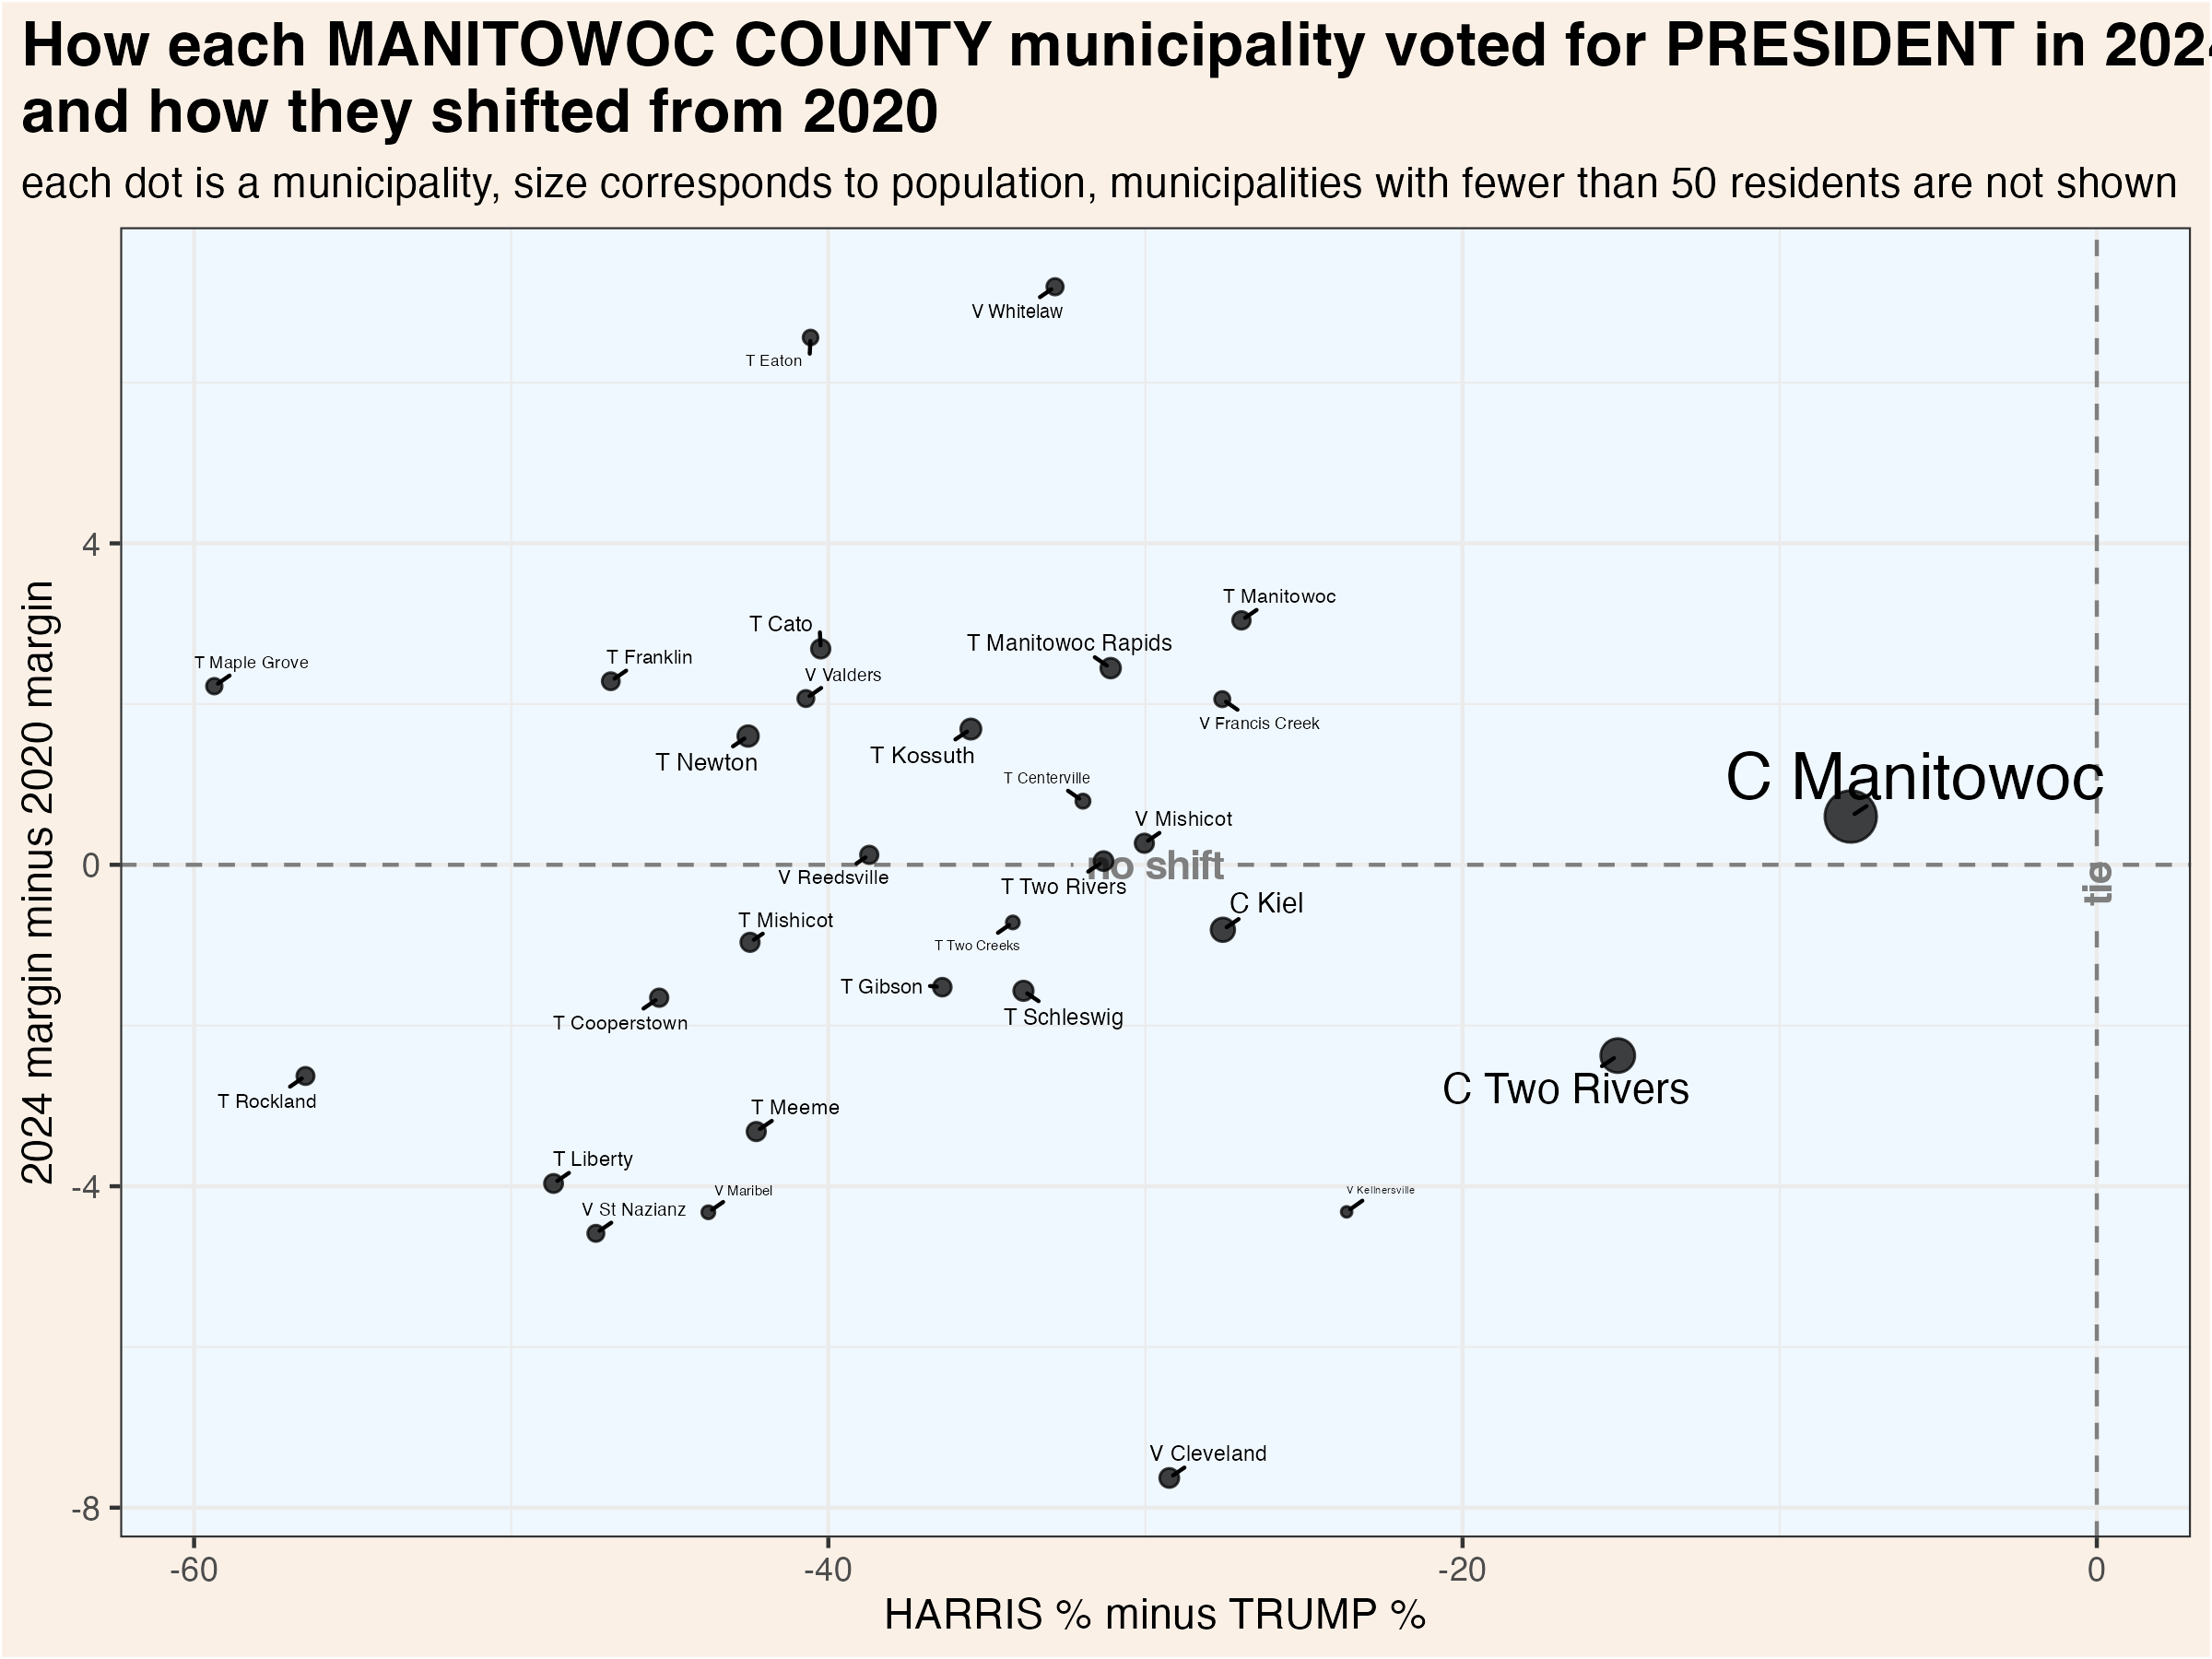 How each MANITOWOC COUNTY municipality voted for PRESIDENT in 202
and how they shifted from 2020
each dot is a municipality, size corresponds to population, municipalities with fewer than 50 residents are not shown
V Whitelaw
T Eaton
4
T Manitowoc
T Cato
T Manitowoc Rapids
T Franklin
T Maple Grove
V Valders
V Francis Creek
T Kossuth
T Newton
C Manitowoc
T Centerville
V Mishicot
0
no shift
V Reedsville
T Two Rivers
tie
C Kiel
T Mishicot
T Two Creeks
T Gibson
T Schleswig
T Cooperstown
C Two Rivers
T Rockland
T Meeme
T Liberty
-4
V Maribel
V Kellnersville
V St Nazianz
V Cleveland
-8
-60
-40
-20
0
HARRIS % minus TRUMP %
2024 margin minus 2020 margin